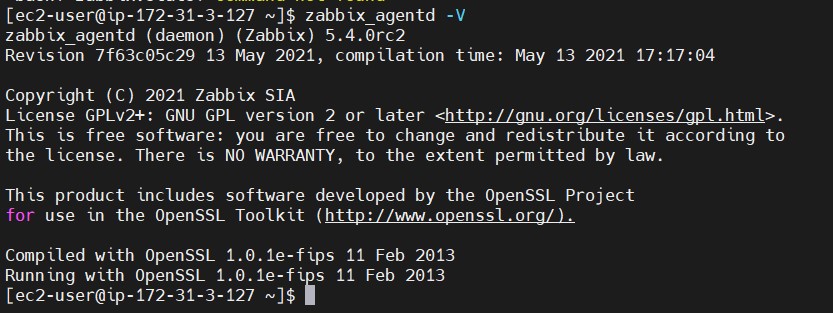 [ec2-user@ip-172-31-3-127 ~]$ zabbix_agentd -V
zabbix_agentd (daemon) (Zabbix) 5.4.0rc2
Revision 7f63c05c29 13 May 2021, compilation time: May 13 2021 17:17:04
Copyright (C) 2021 Zabbix SIA
License GPLv2+: GNU GPL version 2 or later <http://gnu.org/licenses/gpl.html>.
This is free software: you are free to change and redistribute it according to
the license. There is NO WARRANTY, to the extent permitted by law.
This product includes software developed by the OpenSSL Project
for use in the OpenSSL Toolkit (http://www.openssl.org/).
Compiled with OpenSSL 1.0.1e-fips 11 Feb 2013
Running with OpenSSL 1.0.1e-fips 11 Feb 2013
[ec2-user@ip-172-31-3-127 ~]$